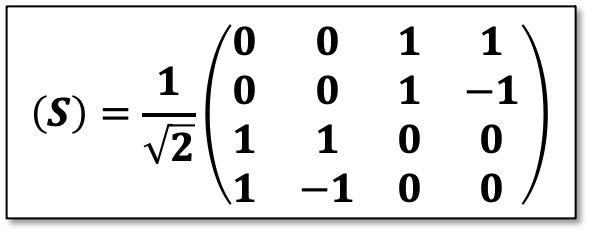 (S) = 1/√2
0 0 1 1
0 0 1 −1
1 1 0 0
1 −1 0 0